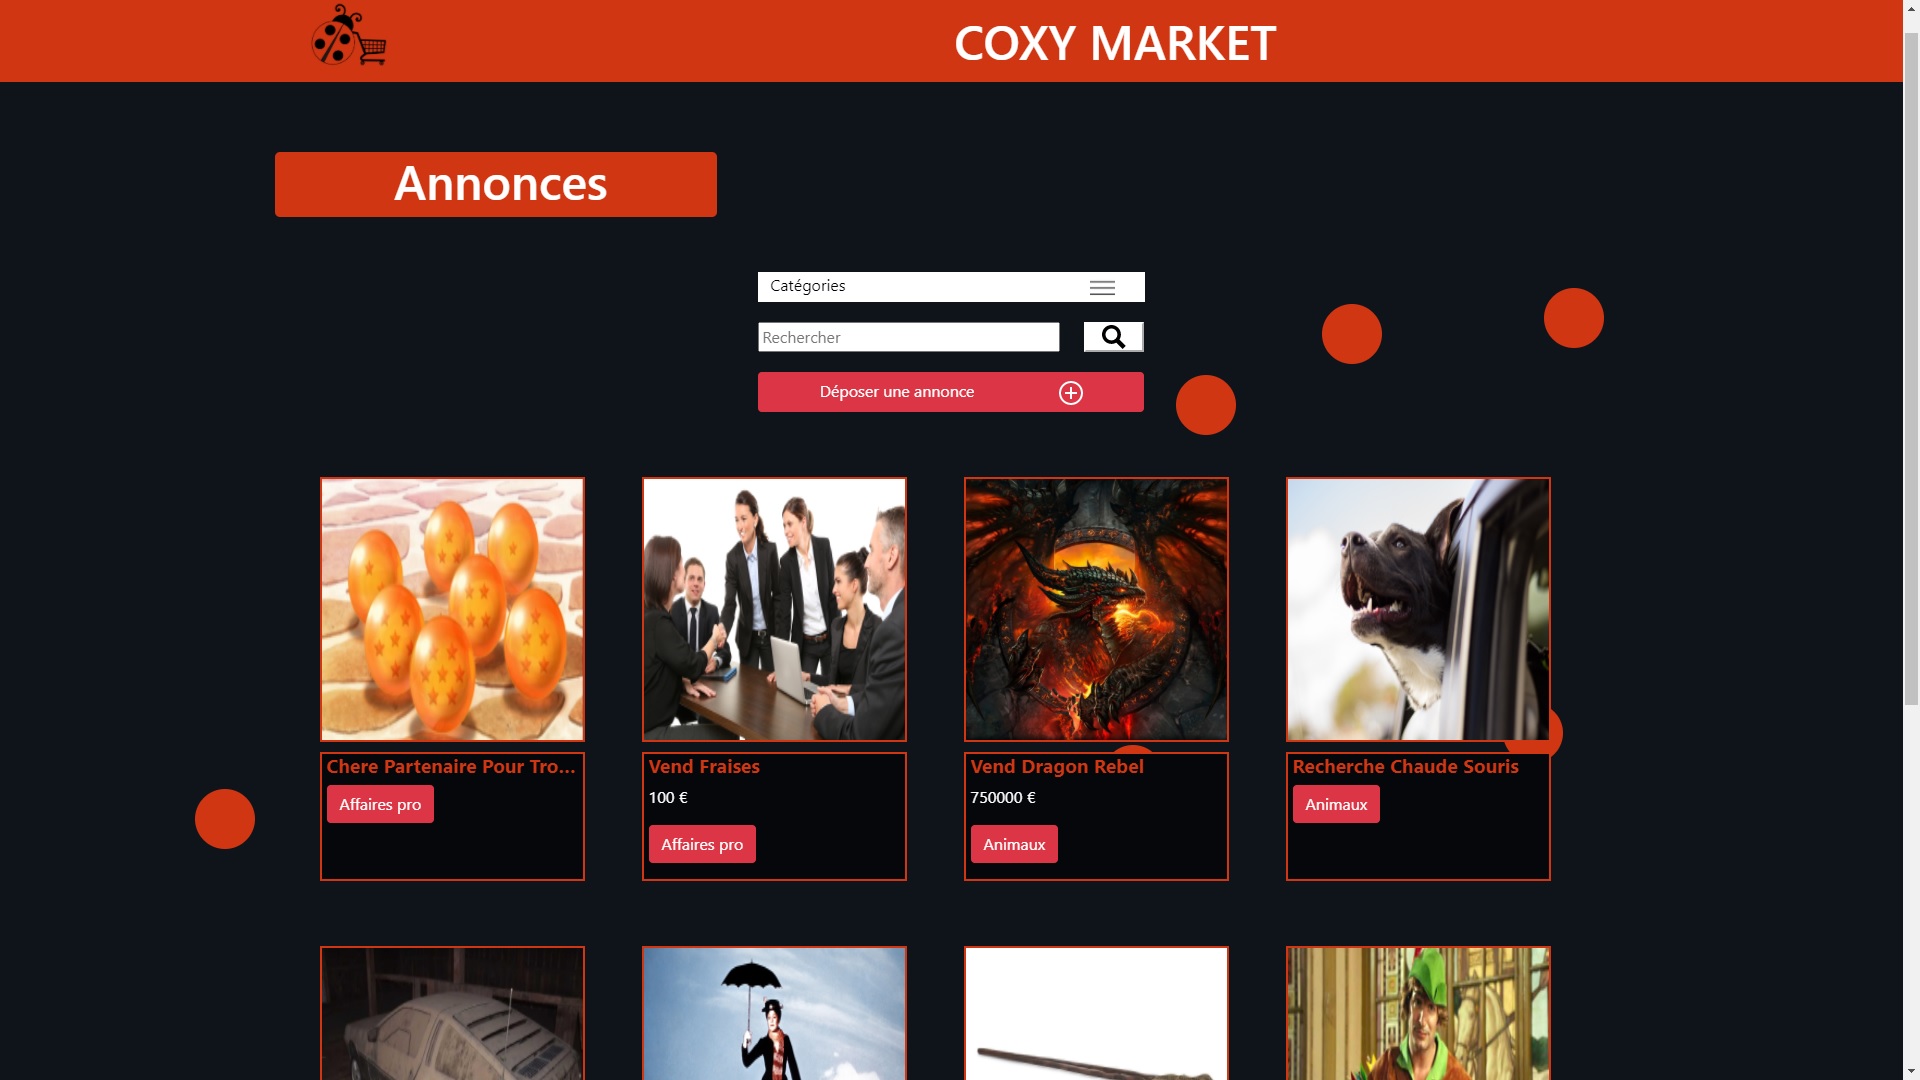 COXY MARKET
Annonces
Catégories
Rechercher
Déposer une annonce
Chere Partenaire Pour Tro...
Affaires pro
Vend Fraises
100 €
Affaires pro
Vend Dragon Rebel
750000 €
Animaux
Recherche Chaude Souris
Animaux